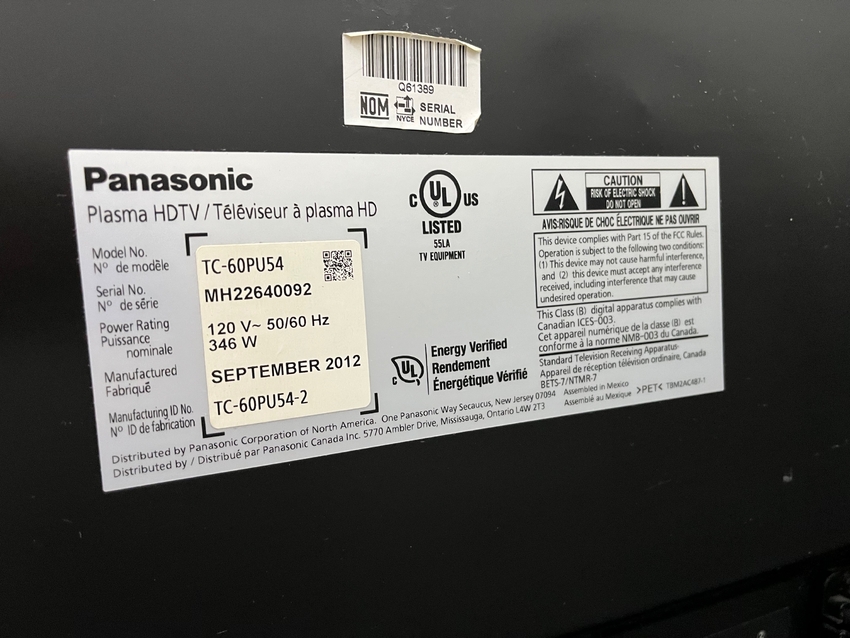 Q61389
NOM NYCE SERIAL NUMBER
Panasonic
Plasma HDTV / Téléviseur à plasma HD
Model No.
Nº de modèle
TC-60PU54
Serial No.
Nº de série
MH22640092
Power Rating
Puissance
nominale
120 V~ 50/60 Hz
346 W
Manufactured
Fabriqué
SEPTEMBER 2012
Manufacturing ID No.
Nº ID de fabrication
TC-60PU54-2
C UL® US
LISTED
55LA
TV EQUIPMENT
UL
Energy Verified
Rendement
Énergétique Vérifié
CAUTION
RISK OF ELECTRIC SHOCK
DO NOT OPEN
AVIS:RISQUE DE CHOC ÉLECTRIQUE NE PAS OUVRIR
This device complies with Part 15 of the FCC Rules.
Operation is subject to the following two conditions:
(1) This device may not cause harmful interference,
and (2) this device must accept any interference
received, including interference that may cause
undesired operation.
This Class (B) digital apparatus complies with
Canadian ICES-003.
Cet appareil numérique de la classe (B) est
conforme à la norme NMB-003 du Canada.
Standard Television Receiving Apparatus-
Appareil de réception télévision ordinaire, Canada
BETS-7/NTMR-7
Assembled in Mexico
Assemblé au Mexique
>PET< TBM2AC487-1
Distributed by Panasonic Corporation of North America. One Panasonic Way Secaucus, New Jersey 07094
Distributed by / Distribué par Panasonic Canada Inc. 5770 Ambler Drive, Mississauga, Ontario L4W 2T3